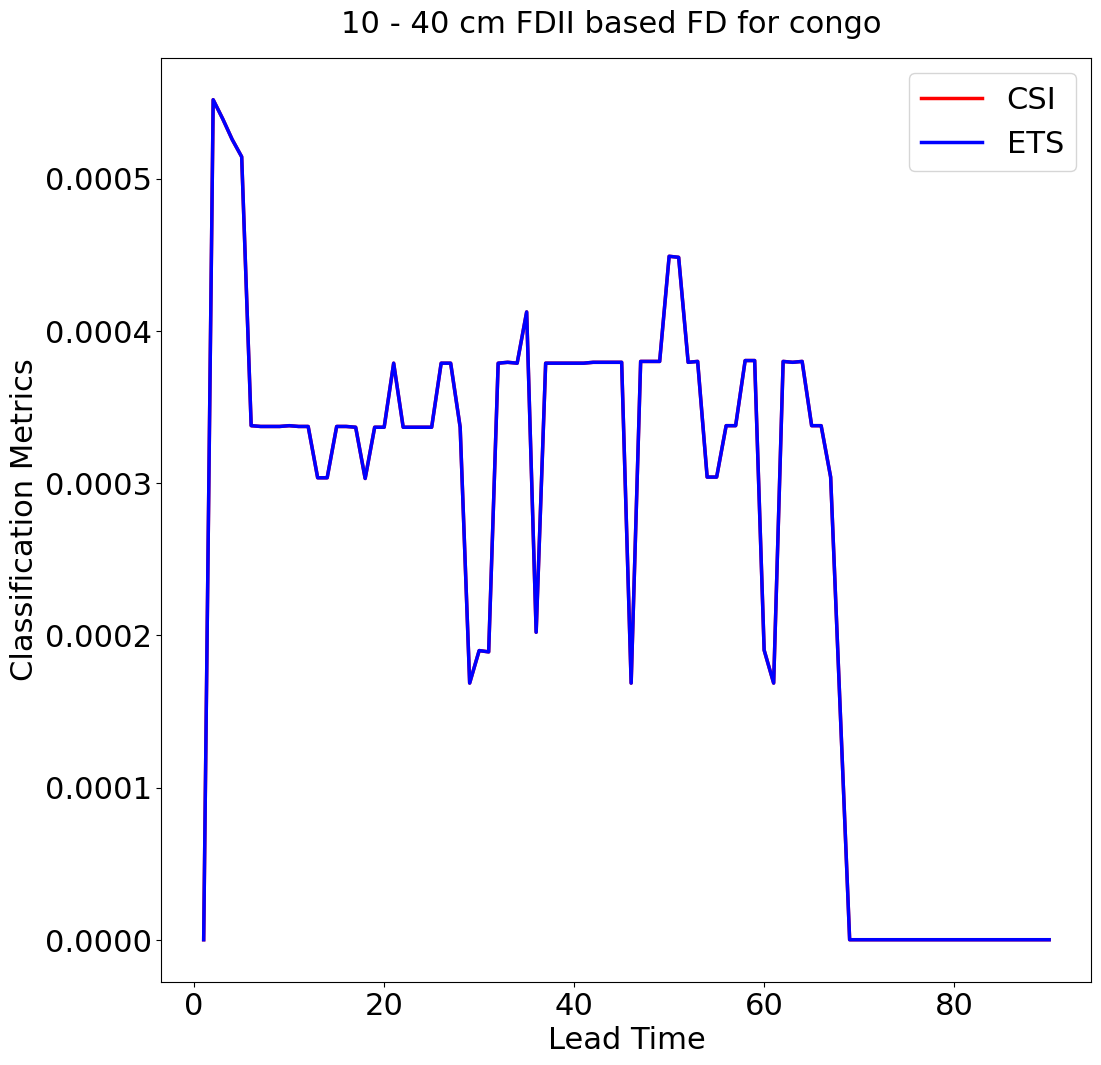 10 - 40 cm FDII based FD for congo
CSI
ETS
Classification Metrics
0.0005
0.0004
0.0003
0.0002
0.0001
0.0000
0 20 40 60 80
Lead Time